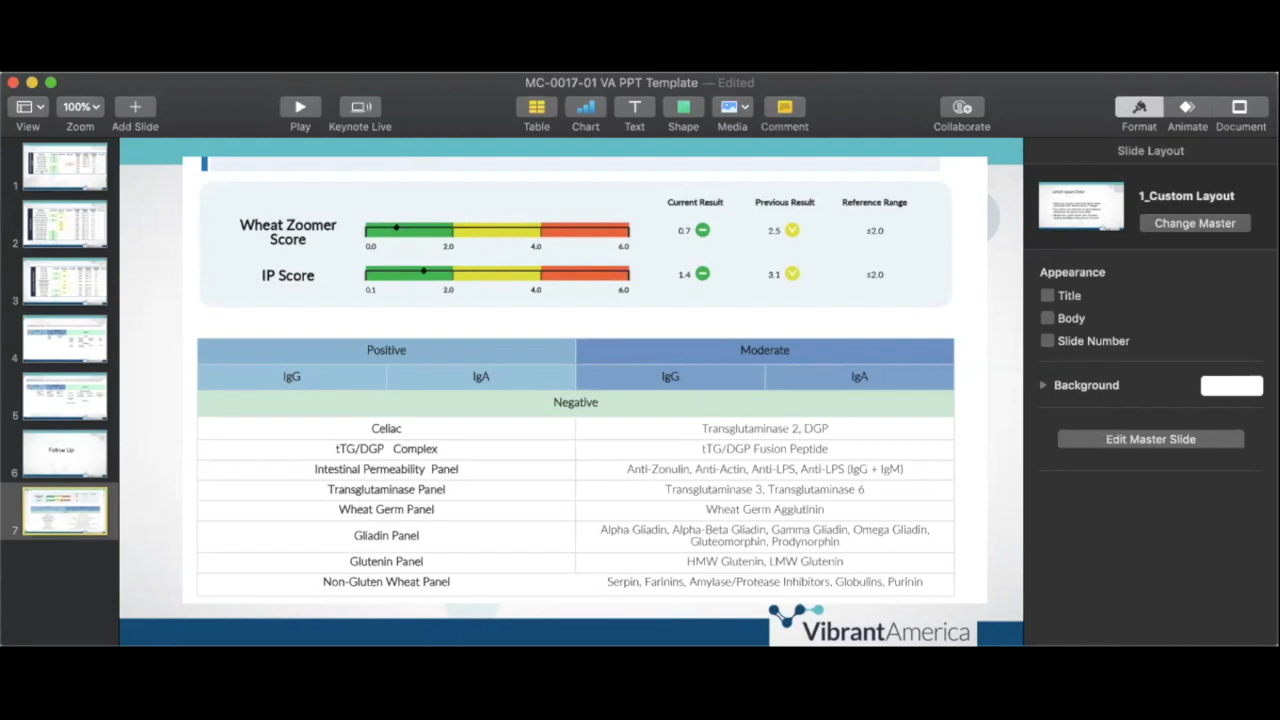 MC-0017-01 VA PPT Template — Edited
100%
View
Zoom
Add Slide
Play
Keynote Live
Table
Chart
Text
Shape
Media
Comment
Collaborate
Format
Animate
Document
1
2
3
4
5
6
7
Follow Up
Current Result
Previous Result
Reference Range
Wheat Zoomer
Score
0.0
2.0
4.0
6.0
0.7
2.5
≤2.0
IP Score
0.1
2.0
4.0
6.0
1.4
3.1
≤2.0
Positive
Moderate
IgG
IgA
IgG
IgA
Negative
Celiac
Transglutaminase 2, DGP
tTG/DGP Complex
tTG/DGP Fusion Peptide
Intestinal Permeability Panel
Anti-Zonulin, Anti-Actin, Anti-LPS, Anti-LPS (IgG + IgM)
Transglutaminase Panel
Transglutaminase 3, Transglutaminase 6
Wheat Germ Panel
Wheat Germ Agglutinin
Gliadin Panel
Alpha Gliadin, Alpha-Beta Gliadin, Gamma Gliadin, Omega Gliadin,
Gluteomorphin, Prodynorphin
Glutenin Panel
HMW Glutenin, LMW Glutenin
Non-Gluten Wheat Panel
Serpin, Farinins, Amylase/Protease Inhibitors, Globulins, Purinin
VibrantAmerica
Slide Layout
1_Custom Layout
Change Master
Appearance
Title
Body
Slide Number
Background
Edit Master Slide